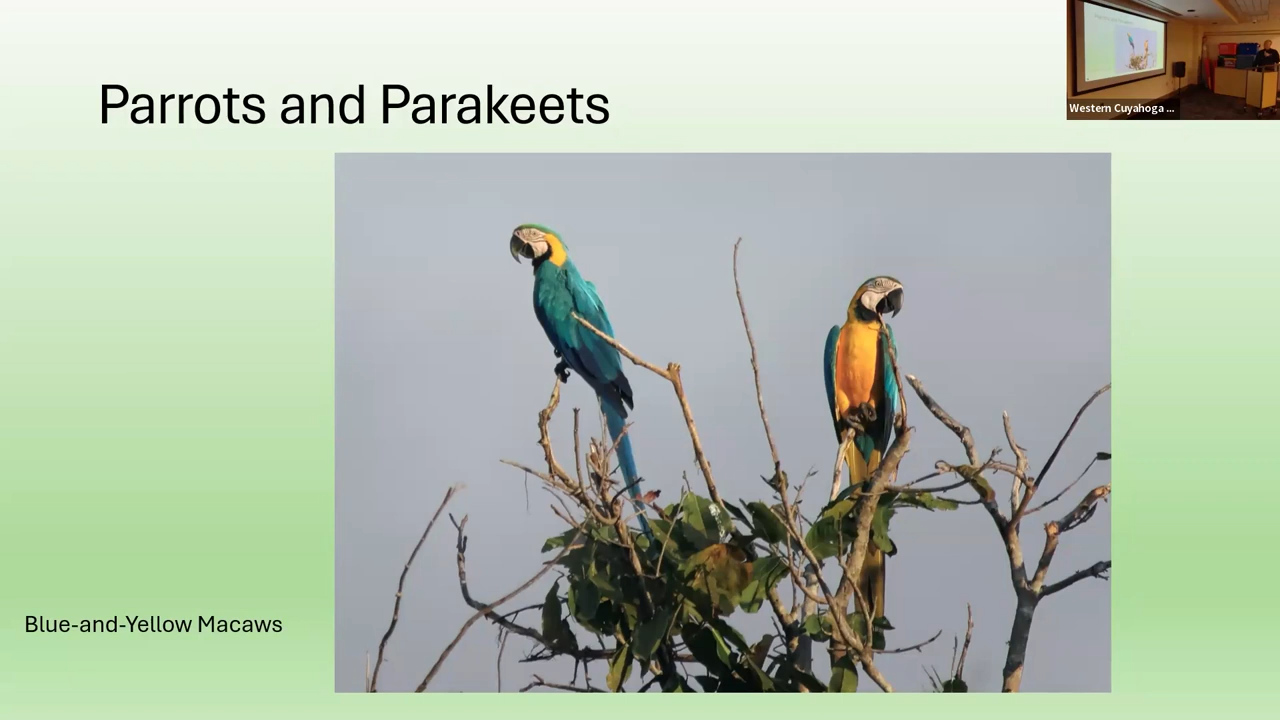 Parrots and Parakeets
Western Cuyahoga ...
Blue-and-Yellow Macaws